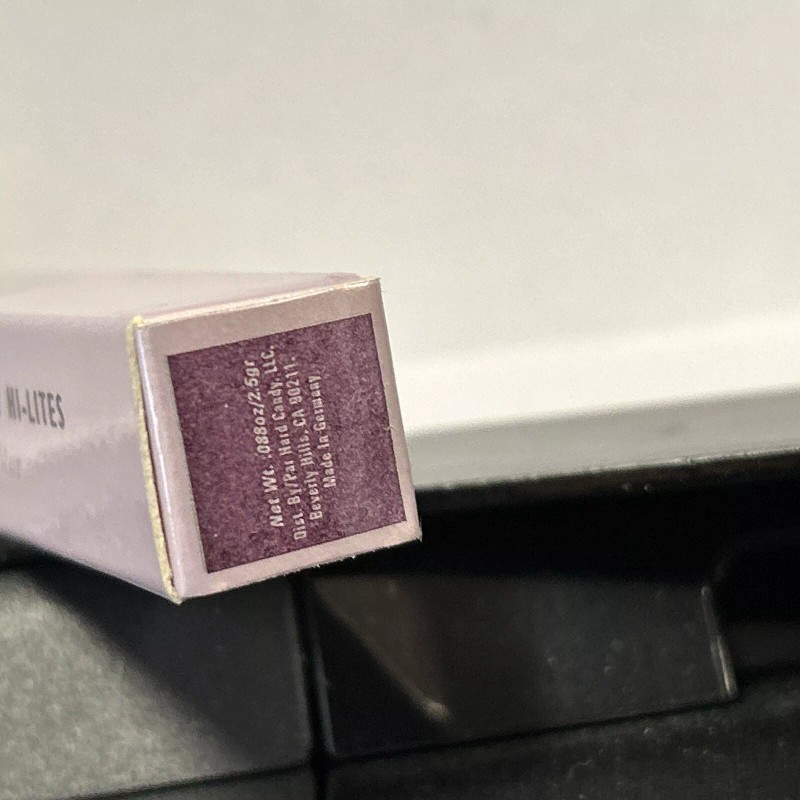 HI-LITES
Net Wt. .088oz/2.5gr.
Dist. By/Par Hard Candy, LLC.
Beverly Hills, CA 90211.
Made In Germany